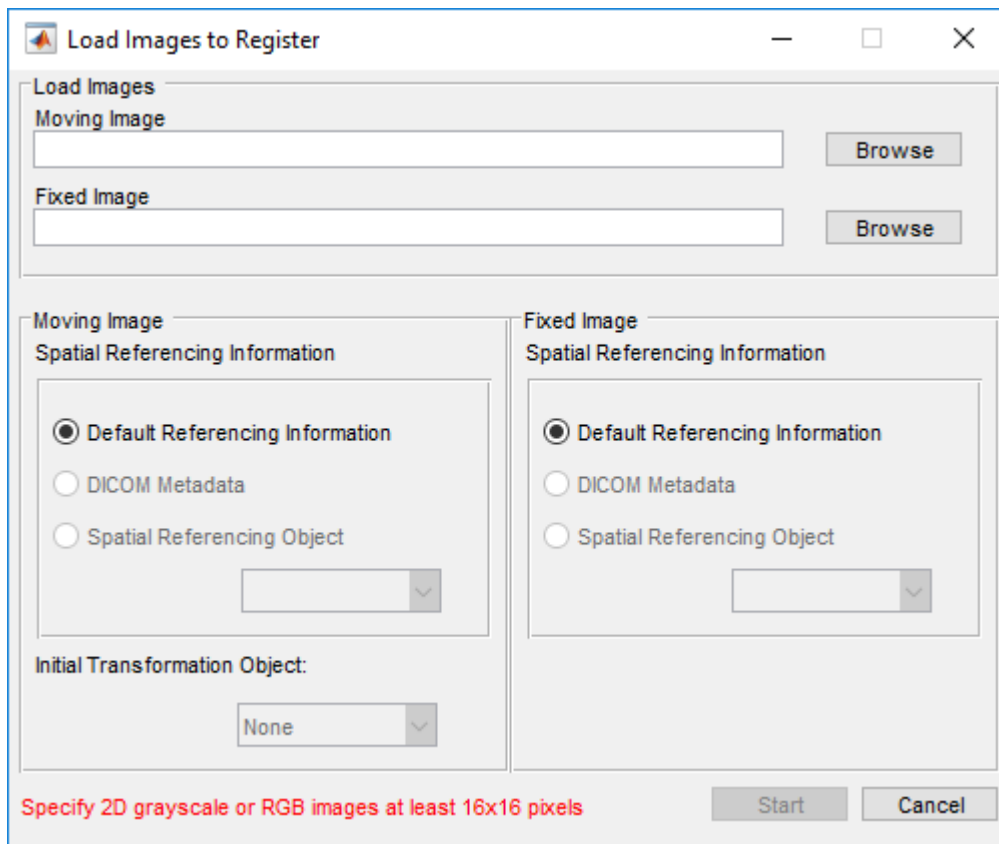 Load Images to Register
Load Images
Moving Image
Browse
Fixed Image
Browse
Moving Image
Spatial Referencing Information
Default Referencing Information
DICOM Metadata
Spatial Referencing Object
Initial Transformation Object:
None
Fixed Image
Spatial Referencing Information
Default Referencing Information
DICOM Metadata
Spatial Referencing Object
Specify 2D grayscale or RGB images at least 16x16 pixels
Start
Cancel